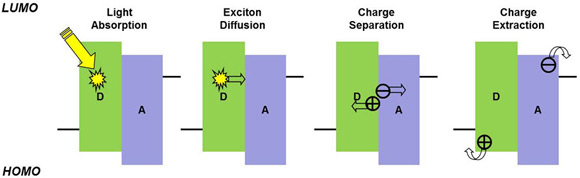 LUMO
Light
Absorption
Exciton
Diffusion
Charge
Separation
Charge
Extraction
D
A
D
A
D
A
D
A
HOMO